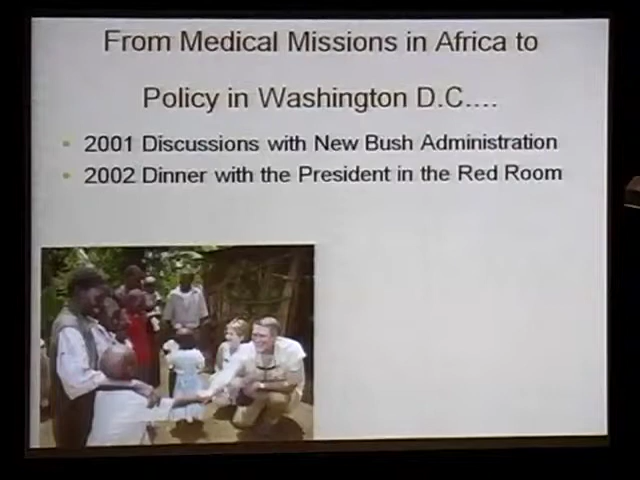 From Medical Missions in Africa to
Policy in Washington D.C....
• 2001 Discussions with New Bush Administration
• 2002 Dinner with the President in the Red Room